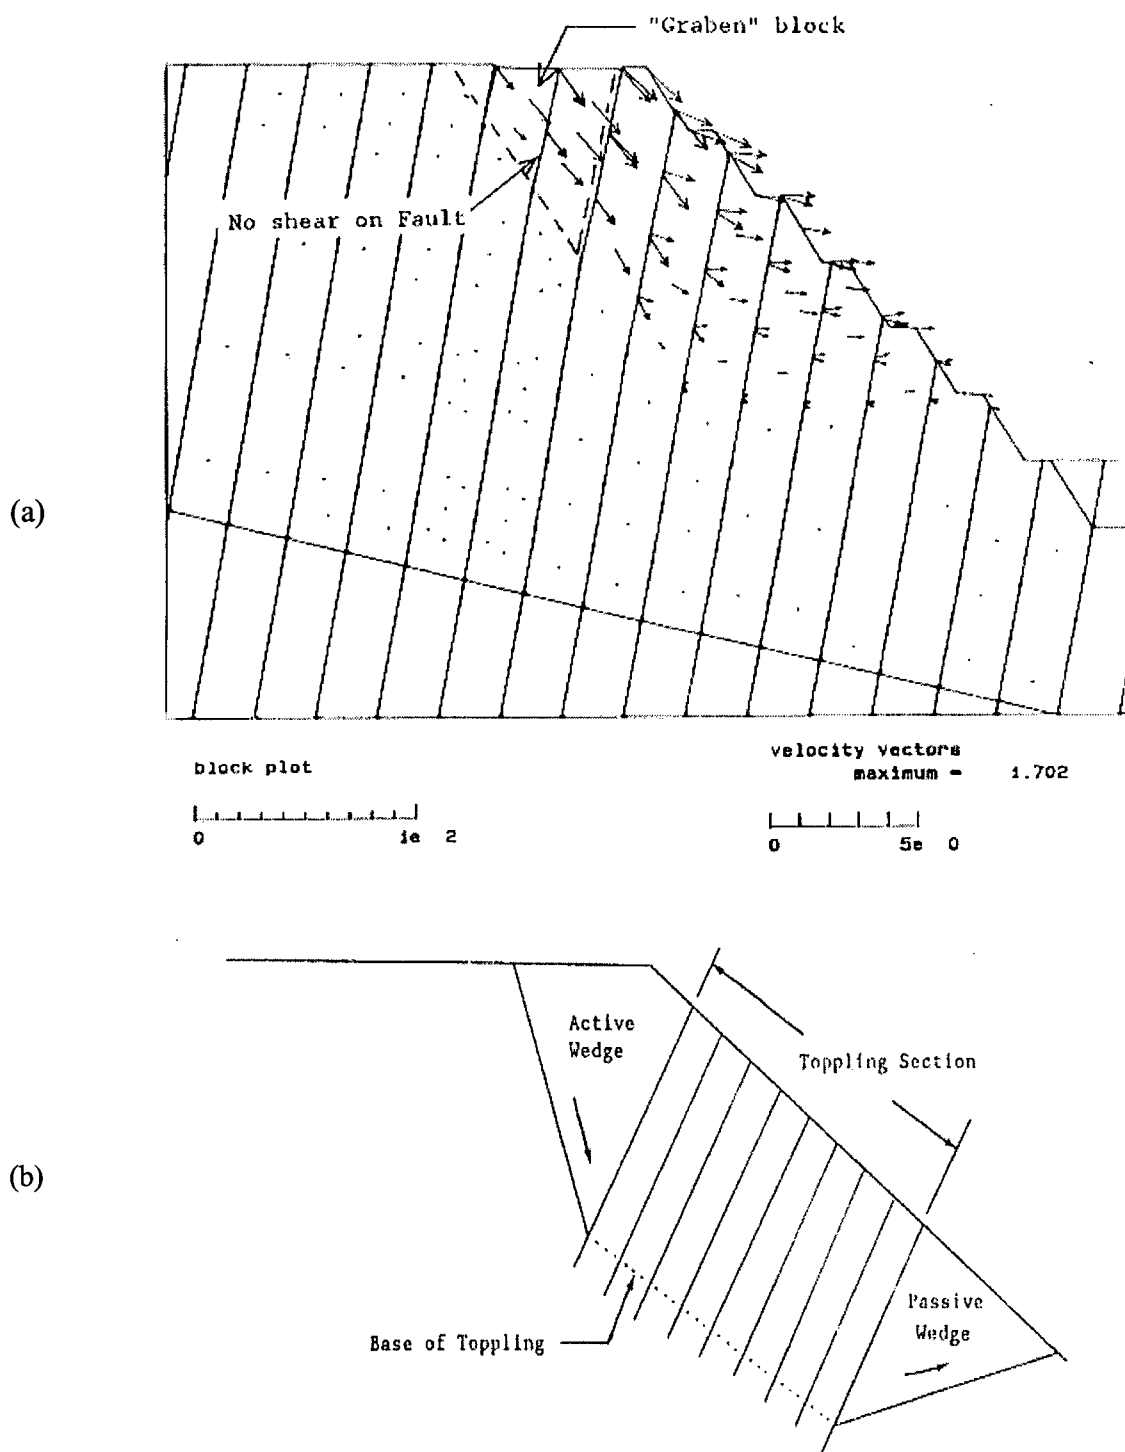 "Graben" block
No shear on Fault
(a)
block plot
0 1e 2
velocity vectors
maximum = 1.702
0 5e 0
Active
Wedge
Toppling Section
(b)
Passive
Wedge
Base of Toppling